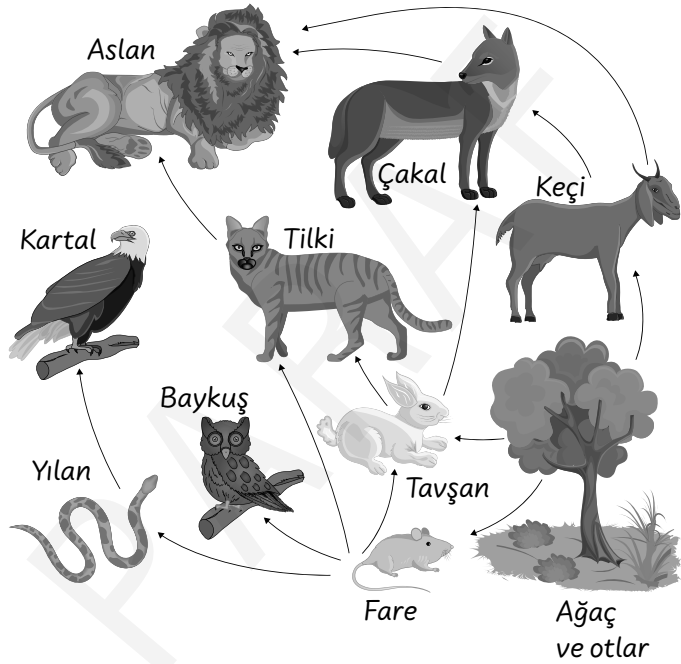 Aslan
Çakal
Keçi
Kartal
Tilki
Baykuş
Yılan
Tavşan
Fare
Ağaç
ve otlar